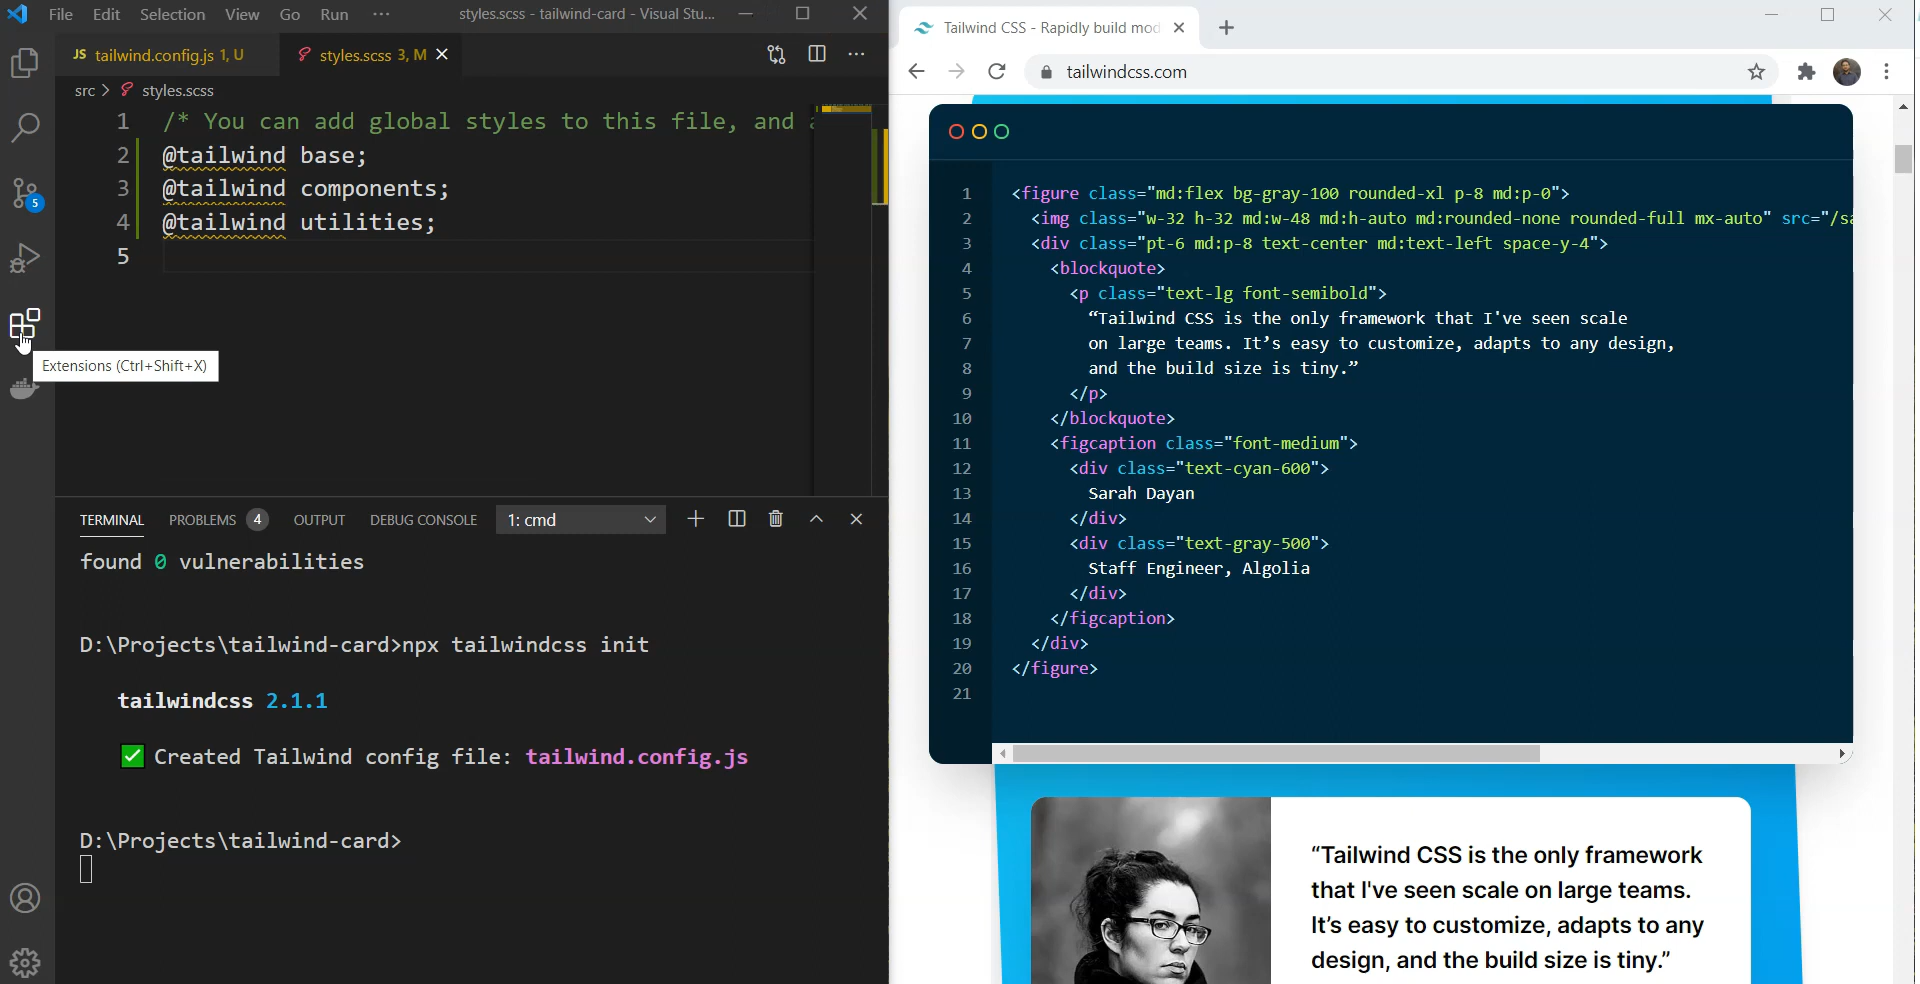 File Edit Selection View Go Run ··· styles.scss - tailwind-card - Visual Stu...
JS tailwind.config.js 1, U
styles.scss 3, M
src > styles.scss
1 /* You can add global styles to this file, and
2 @tailwind base;
3 @tailwind components;
4 @tailwind utilities;
5
5
Extensions (Ctrl+Shift+X)
TERMINAL PROBLEMS 4 OUTPUT DEBUG CONSOLE 1: cmd
found 0 vulnerabilities
D:\Projects\tailwind-card>npx tailwindcss init
tailwindcss 2.1.1
✅ Created Tailwind config file: tailwind.config.js
D:\Projects\tailwind-card>
Tailwind CSS - Rapidly build mod
tailwindcss.com
1 <figure class="md:flex bg-gray-100 rounded-xl p-8 md:p-0">
2 <img class="w-32 h-32 md:w-48 md:h-auto md:rounded-none rounded-full mx-auto" src="/sa
3 <div class="pt-6 md:p-8 text-center md:text-left space-y-4">
4 <blockquote>
5 <p class="text-lg font-semibold">
6 “Tailwind CSS is the only framework that I've seen scale
7 on large teams. It’s easy to customize, adapts to any design,
8 and the build size is tiny.”
9 </p>
10 </blockquote>
11 <figcaption class="font-medium">
12 <div class="text-cyan-600">
13 Sarah Dayan
14 </div>
15 <div class="text-gray-500">
16 Staff Engineer, Algolia
17 </div>
18 </figcaption>
19 </div>
20 </figure>
21
“Tailwind CSS is the only framework
that I've seen scale on large teams.
It’s easy to customize, adapts to any
design, and the build size is tiny.”